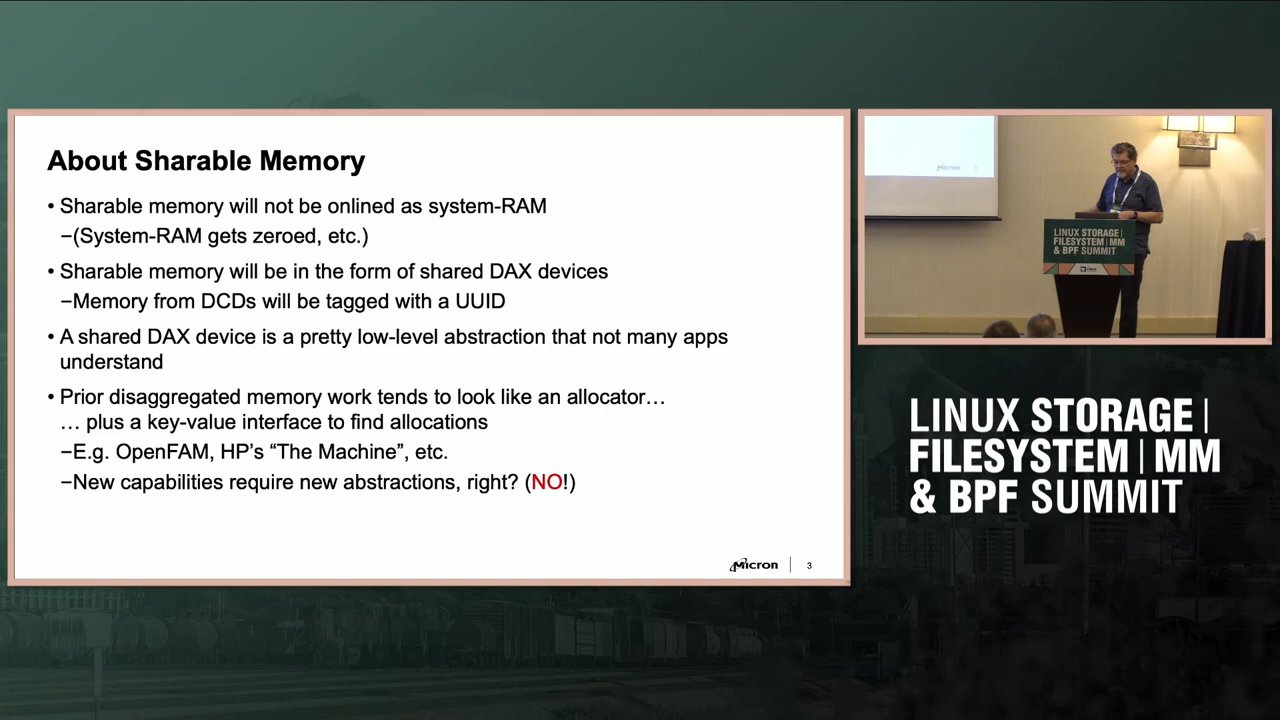 About Sharable Memory
• Sharable memory will not be onlined as system-RAM
–(System-RAM gets zeroed, etc.)
• Sharable memory will be in the form of shared DAX devices
–Memory from DCDs will be tagged with a UUID
• A shared DAX device is a pretty low-level abstraction that not many apps
understand
• Prior disaggregated memory work tends to look like an allocator…
… plus a key-value interface to find allocations
–E.g. OpenFAM, HP’s “The Machine”, etc.
–New capabilities require new abstractions, right? (NO!)
Micron
3
Micron
LINUX STORAGE |
FILESYSTEM | MM
& BPF SUMMIT
LINUX STORAGE |
FILESYSTEM | MM
& BPF SUMMIT